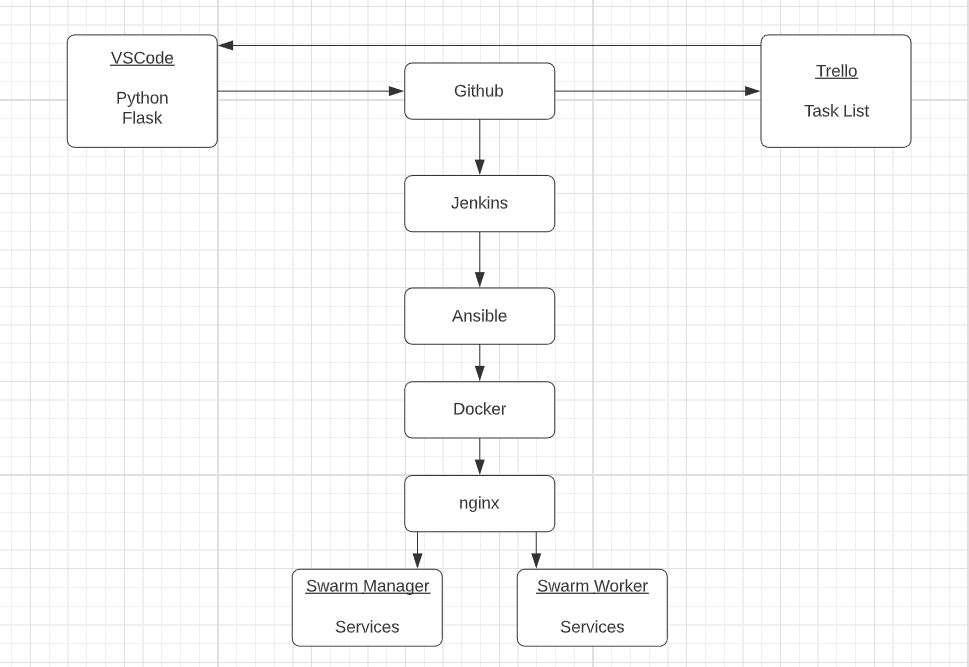 VSCode
Python
Flask
Github
Trello
Task List
Jenkins
Ansible
Docker
nginx
Swarm Manager
Services
Swarm Worker
Services